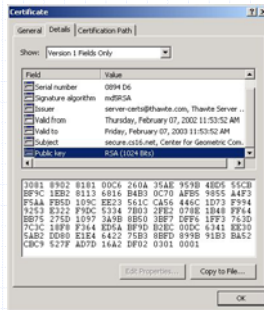 Certificate
General Details Certification Path
Show: Version 1 Fields Only
Field Value
Serial number 0894 D6
Signature algorithm md5RSA
Issuer server-certs@thawte.com, Thawte Server ..
Valid from Thursday, February 07, 2002 11:53:52 AM
Valid to Friday, February 07, 2003 11:53:52 AM
Subject secure.cs16.net, Center for Geometric Com.
Public key RSA (1024 Bits)
3081 8902 8181 00C6 260A 35AE 959B 4BD5 55CB
BF9C 1EB2 8113 6816 B4B3 0C70 AFB5 9855 A4F3
F5AA FB5D 109C EE23 561C CA56 446C 1D73 F994
9253 E322 F9DC 5334 7B03 2FE2 078E 1B48 FF64
BB75 275D 1097 3A9B 8B50 3BF7 DFF6 1FF3 763D
7C3C 18F8 F364 ED5A BF9D B2EC 00DC 6341 EE30
5AB2 DD80 E1E4 6422 75B3 8BFD 899B 91B3 BA52
CBC9 527F AD7D 16A2 DF02 0301 0001
Edit Properties... Copy to File...
OK